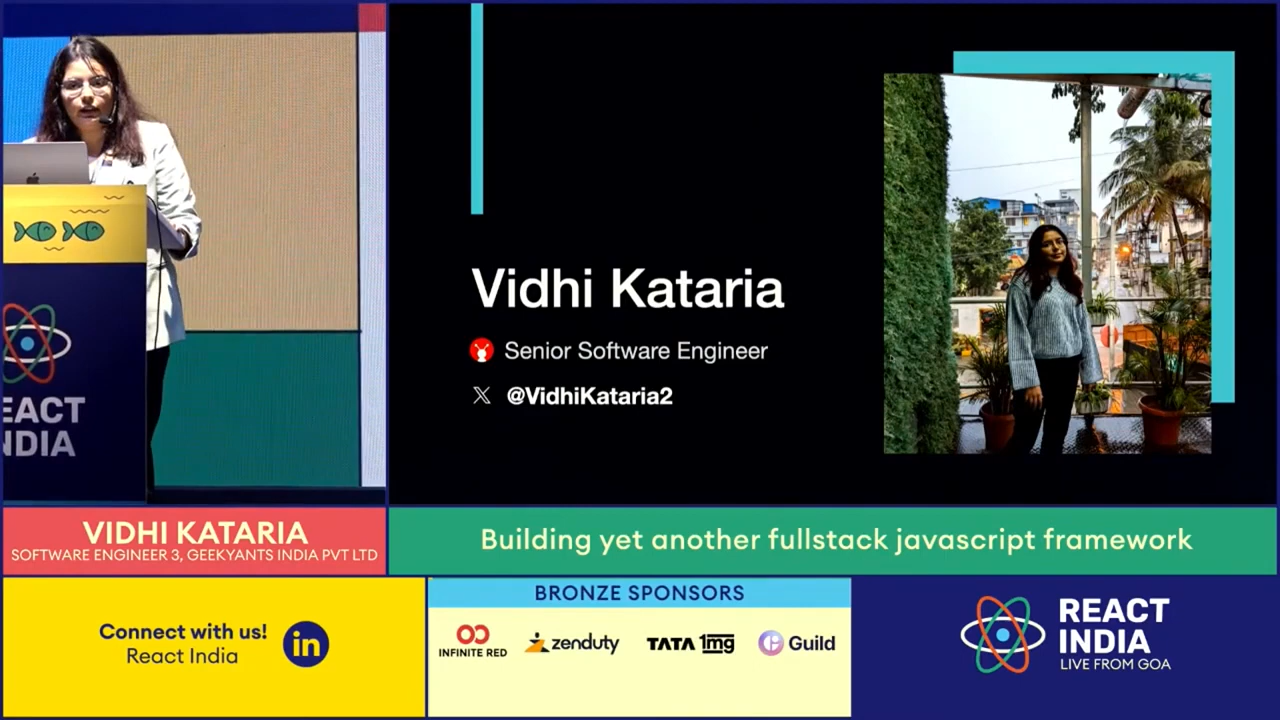 Vidhi Kataria
Senior Software Engineer
@VidhiKataria2
EACT
NDIA
VIDHI KATARIA
SOFTWARE ENGINEER 3, GEEKYANTS INDIA PVT LTD
Building yet another fullstack javascript framework
Connect with us!
React India
in
BRONZE SPONSORS
INFINITE RED
zenduty
TATA 1mg
Guild
REACT
INDIA
LIVE FROM GOA